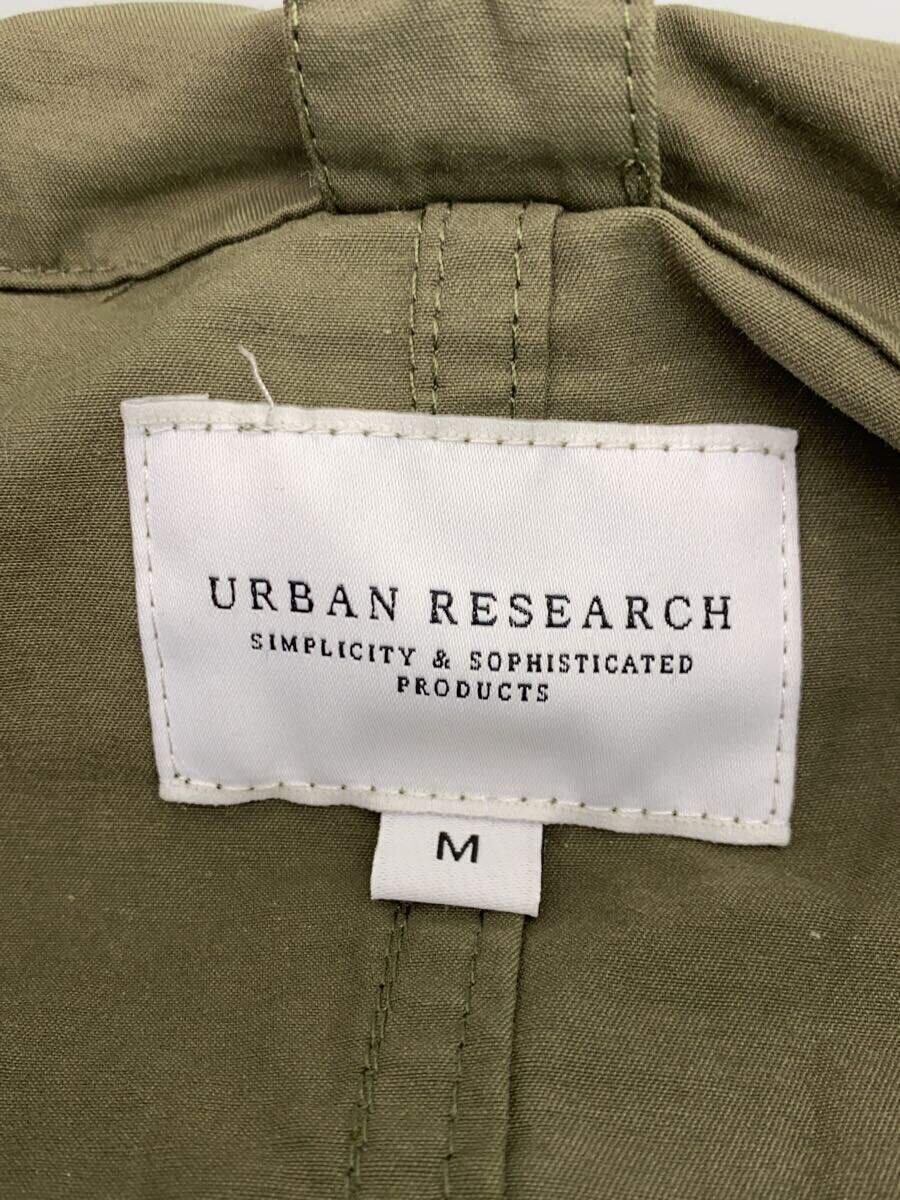 URBAN RESEARCH
SIMPLICITY & SOPHISTICATED
PRODUCTS
M